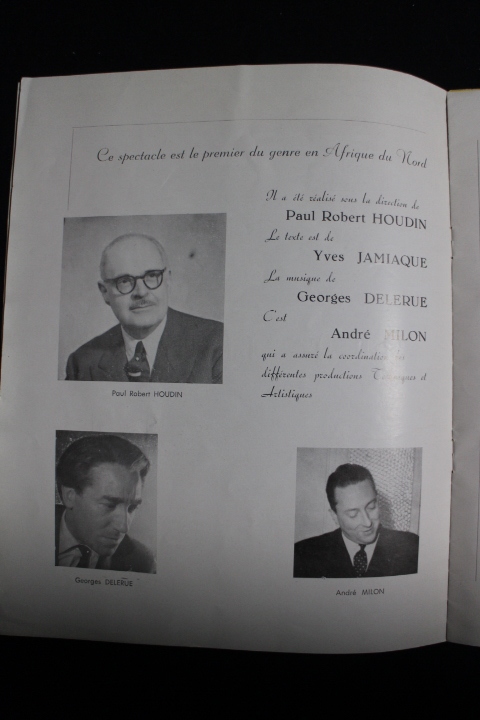 Ce spectacle est le premier du genre en Afrique du Nord
Il a été réalisé sous la direction de
Paul Robert HOUDIN
Le texte est de
Yves JAMIAQUE
La musique de
Georges DELERUE
C'est
André MILON
qui a assuré la coordination des
différentes productions Techniques et
Artistiques
Paul Robert HOUDIN
Georges DELERUE
André MILON